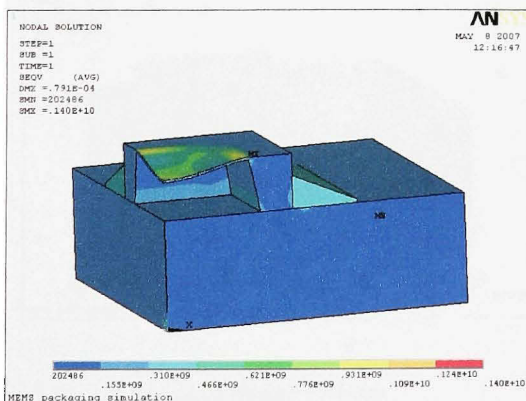 NODAL SOLUTION
STEP=1
SUB =1
TIME=1
SEQV (AVG)
DMX =.791E-04
SMN =202486
SMX =.140E+10
AN
MAY 8 2007
12:16:47
MX
MN
X
202486 .155E+09 .310E+09 .466E+09 .621E+09 .776E+09 .931E+09 .109E+10 .124E+10 .140E+10
MEMS packaging simulation